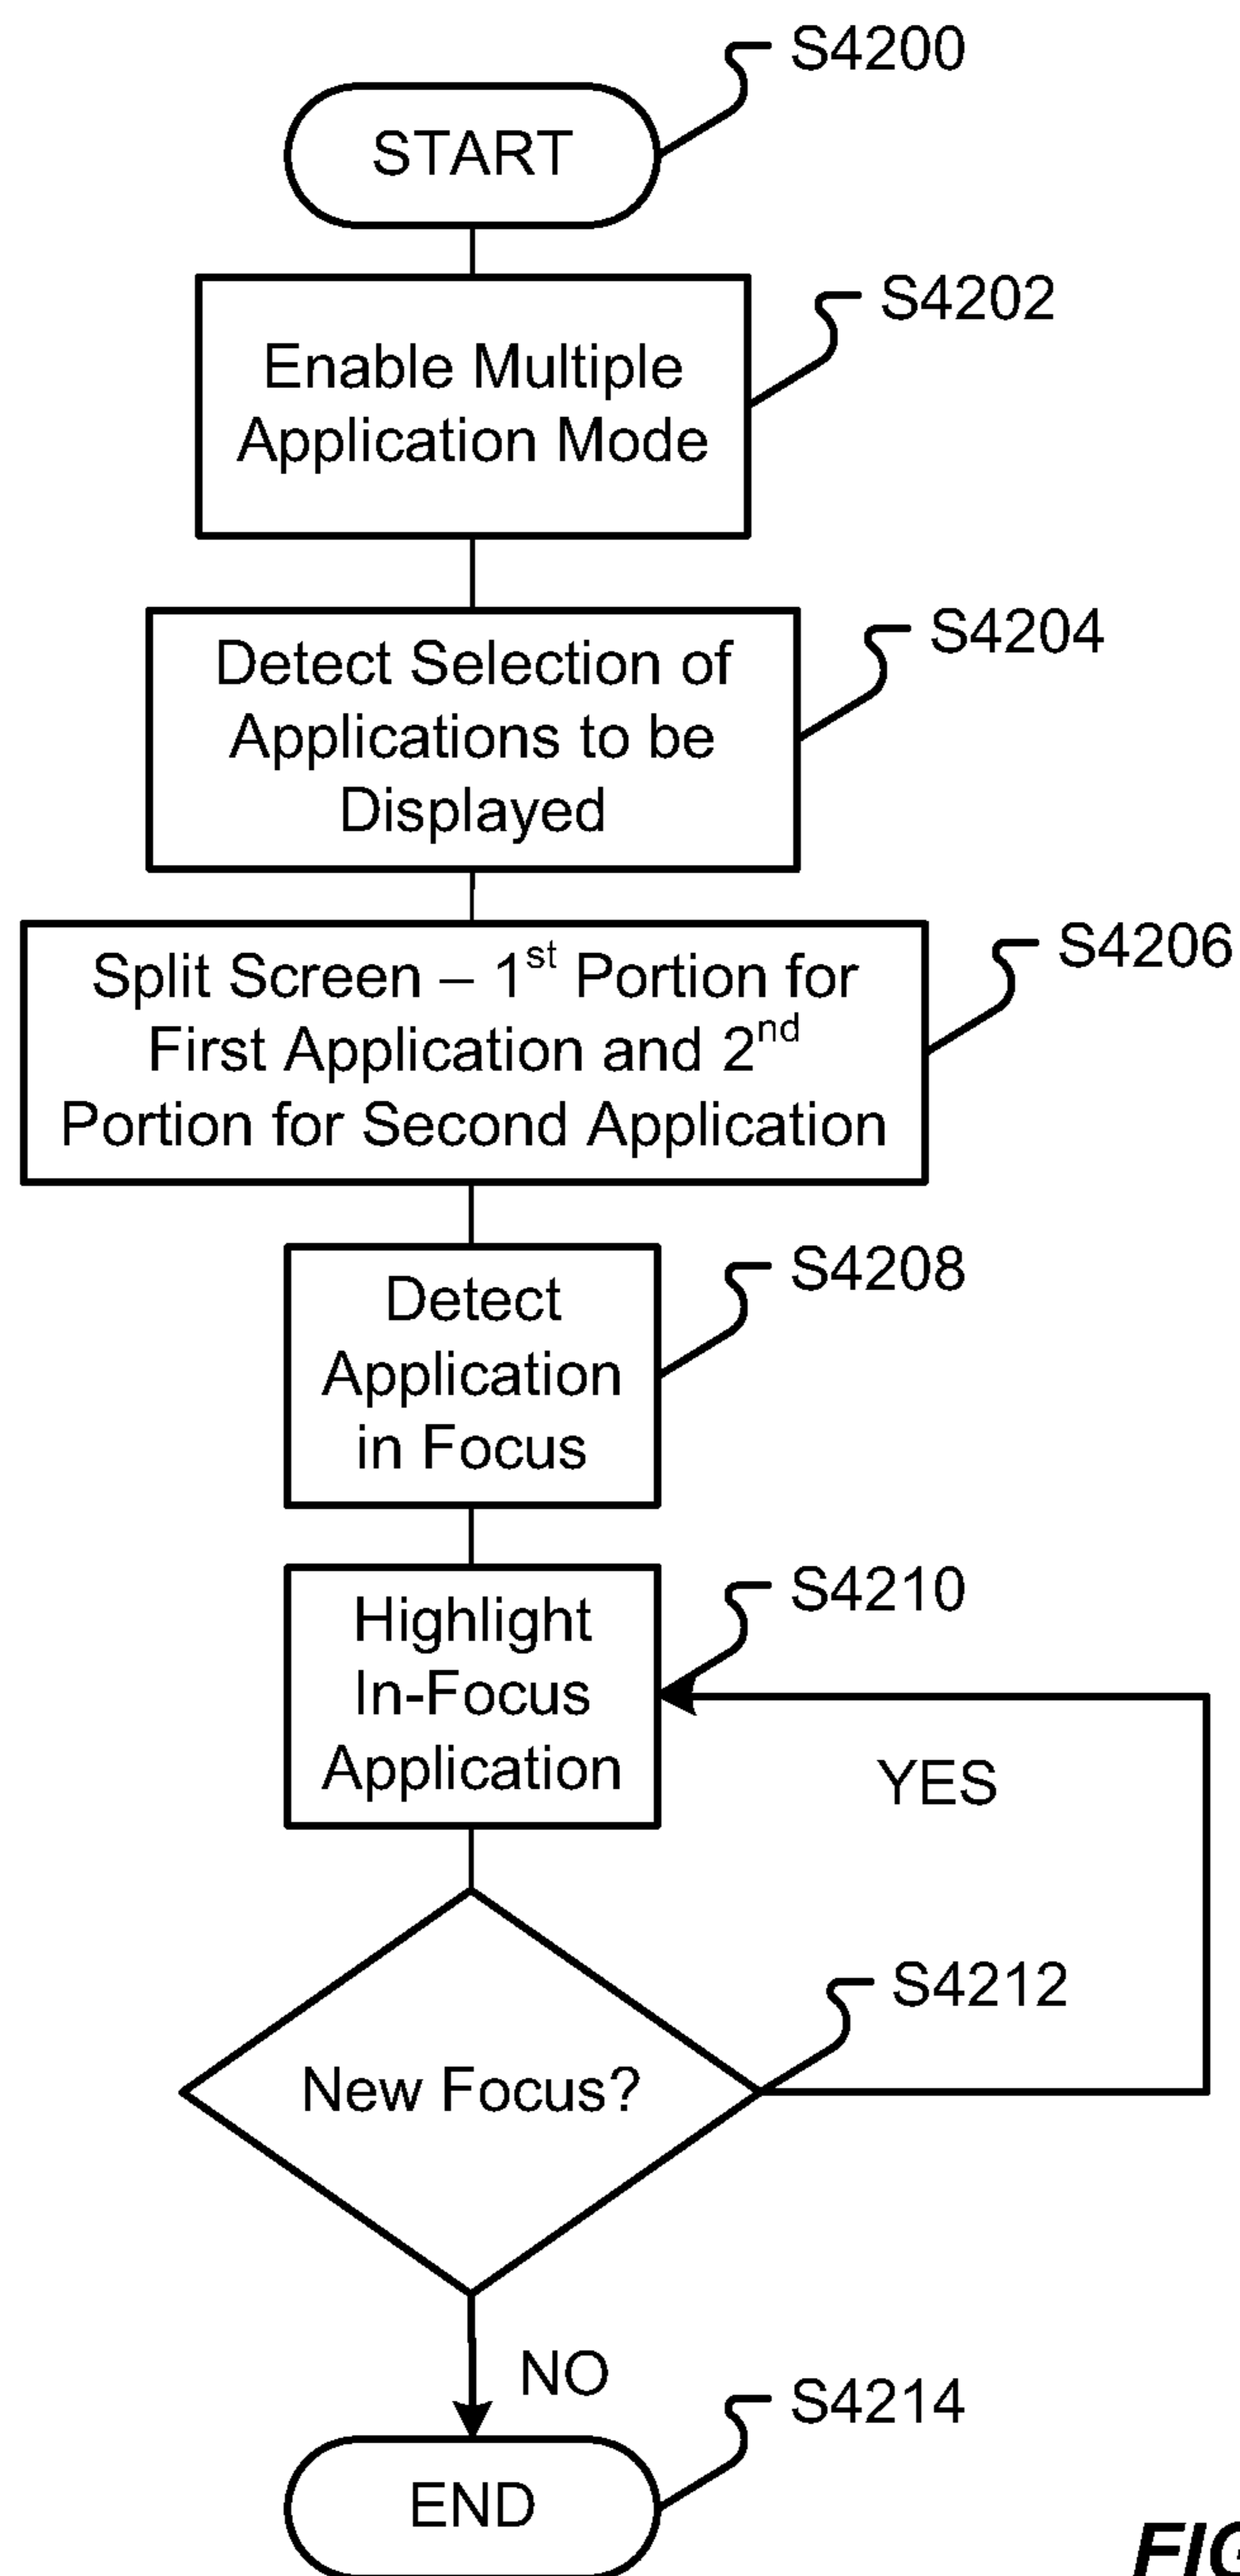 S4200
START
S4202
Enable Multiple
Application Mode
S4204
Detect Selection of
Applications to be
Displayed
S4206
Split Screen – 1st Portion for
First Application and 2nd
Portion for Second Application
S4208
Detect
Application
in Focus
S4210
Highlight
In-Focus
Application
YES
S4212
New Focus?
NO
S4214
END